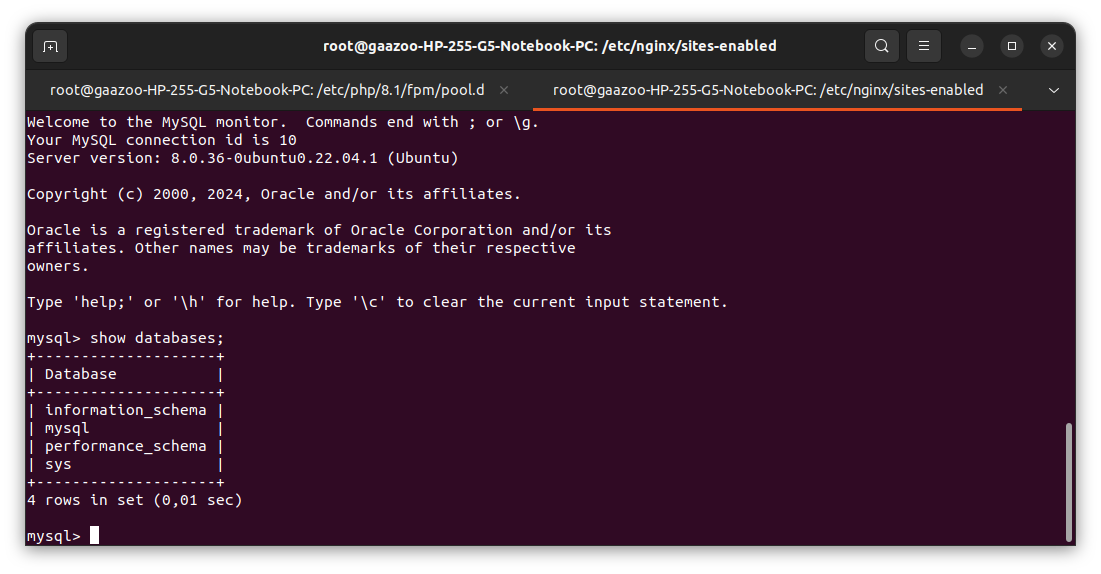 root@gaazoo-HP-255-G5-Notebook-PC: /etc/nginx/sites-enabled
root@gaazoo-HP-255-G5-Notebook-PC: /etc/php/8.1/fpm/pool.d
root@gaazoo-HP-255-G5-Notebook-PC: /etc/nginx/sites-enabled
Welcome to the MySQL monitor.  Commands end with ; or \g.
Your MySQL connection id is 10
Server version: 8.0.36-0ubuntu0.22.04.1 (Ubuntu)

Copyright (c) 2000, 2024, Oracle and/or its affiliates.

Oracle is a registered trademark of Oracle Corporation and/or its
affiliates. Other names may be trademarks of their respective
owners.

Type 'help;' or '\h' for help. Type '\c' to clear the current input statement.

mysql> show databases;
+--------------------+
| Database           |
+--------------------+
| information_schema |
| mysql              |
| performance_schema |
| sys                |
+--------------------+
4 rows in set (0,01 sec)

mysql>